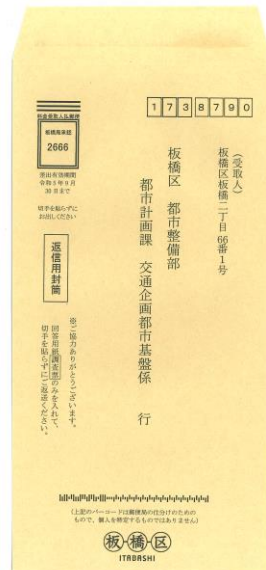 料金受取人払郵便
板橋局承認
2666
差出有効期間
令和5年9月
30日まで
切手を貼らずに
お出しください
1738790
(受取人)
板橋区板橋二丁目66番1号
板橋区 都市整備部
都市計画課 交通企画都市基盤係 行
返信用封筒
※ご協力ありがとうございます。
回答用紙調査票のみを入れて、
切手を貼らずにご返送ください。
(上記のバーコードは郵便局の仕分けのための
もので、個人を特定するものではありません)
板橋区
ITABASHI